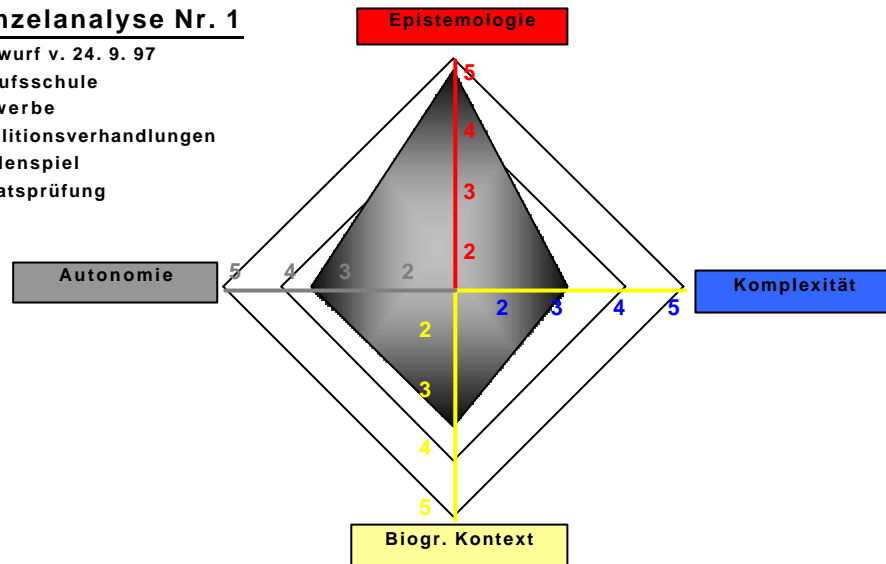 nzelanalyse Nr. 1
wurf v. 24. 9. 97
ufsschule
werbe
litionsverhandlungen
lenspiel
atsprüfung
Epistemologie
5
4
3
2
Autonomie
5 4 3 2
Komplexität
2 3 4 5
2
3
4
5
Biogr. Kontext